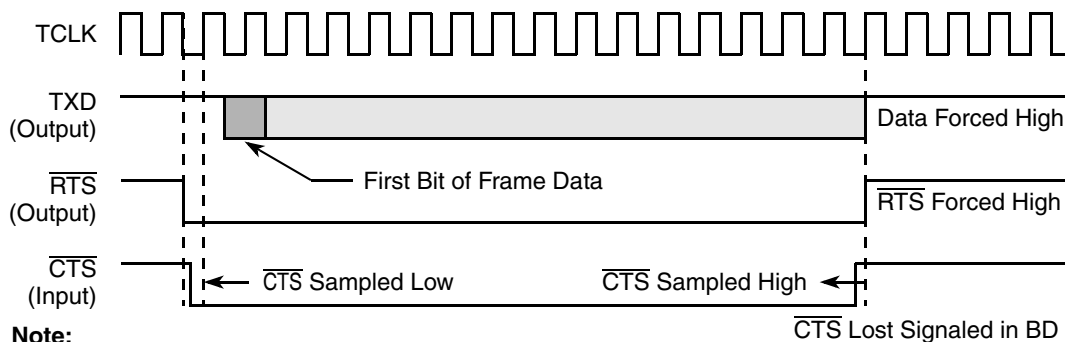 TCLK
TXD
(Output)
Data Forced High
First Bit of Frame Data
RTS
(Output)
RTS Forced High
CTS
(Input)
CTS Sampled Low
CTS Sampled High
Note:
CTS Lost Signaled in BD